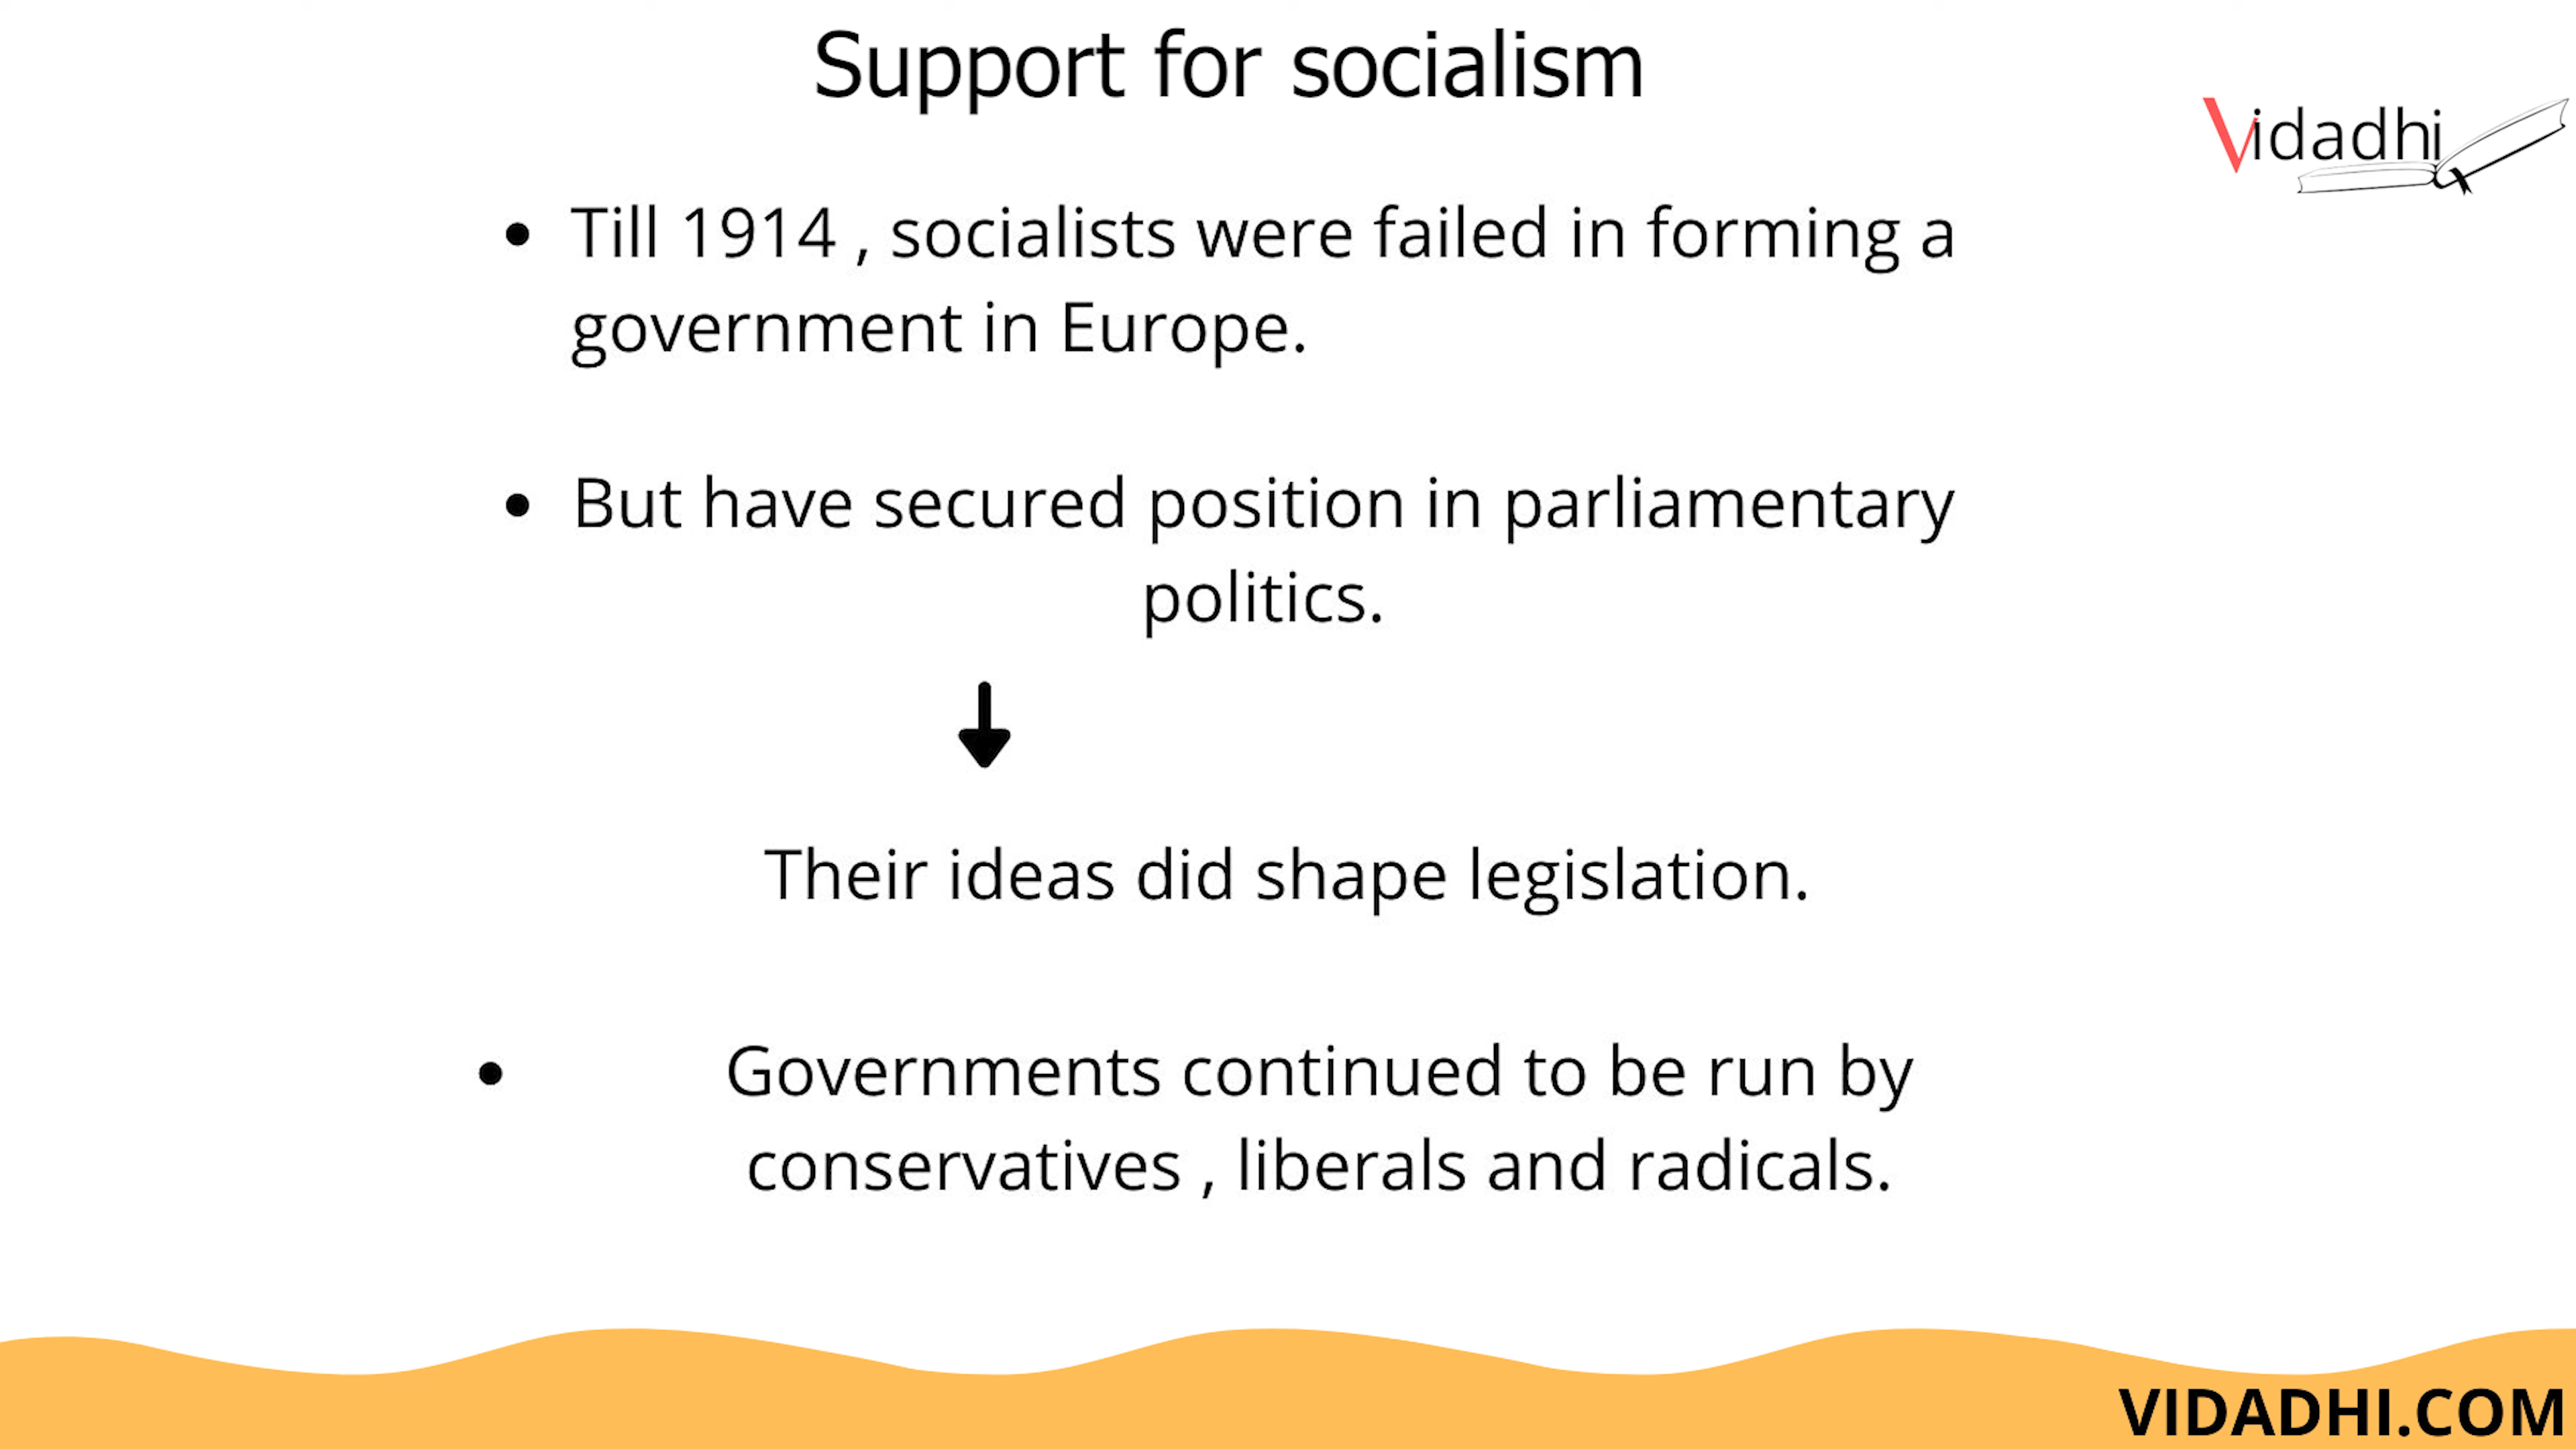 Support for socialism
Vidadhi
• Till 1914 , socialists were failed in forming a
government in Europe.
• But have secured position in parliamentary
politics.
Their ideas did shape legislation.
• Governments continued to be run by
conservatives , liberals and radicals.
VIDADHI.COM